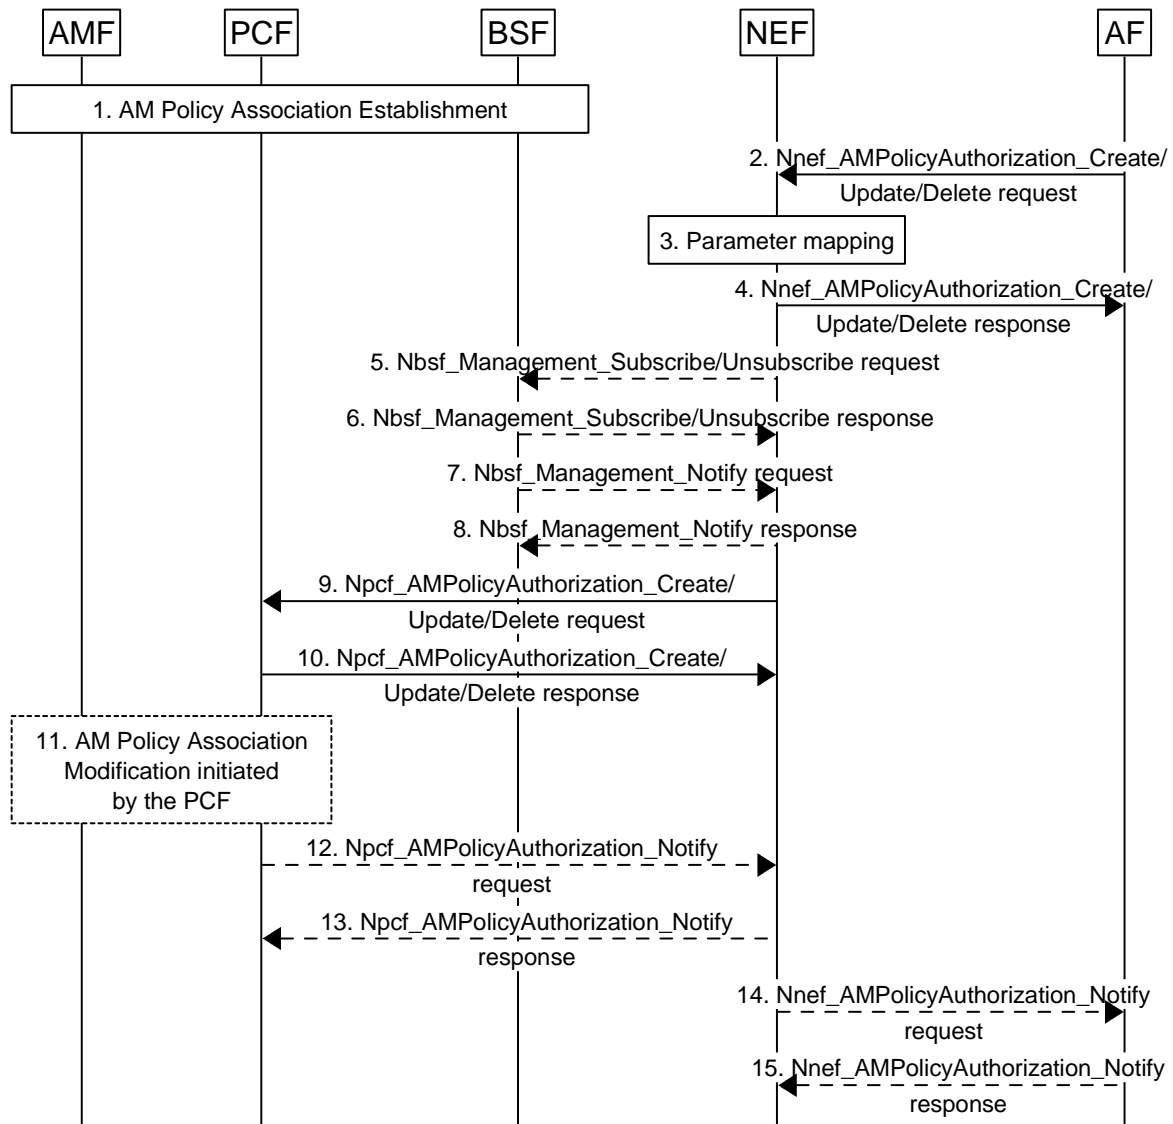 AMF PCF BSF NEF AF
1. AM Policy Association Establishment
2. Nnef_AMPolicyAuthorization_Create/
Update/Delete request
3. Parameter mapping
4. Nnef_AMPolicyAuthorization_Create/
Update/Delete response
5. Nbsf_Management_Subscribe/Unsubscribe request
6. Nbsf_Management_Subscribe/Unsubscribe response
7. Nbsf_Management_Notify request
8. Nbsf_Management_Notify response
9. Npcf_AMPolicyAuthorization_Create/
Update/Delete request
10. Npcf_AMPolicyAuthorization_Create/
Update/Delete response
11. AM Policy Association
Modification initiated
by the PCF
12. Npcf_AMPolicyAuthorization_Notify
request
13. Npcf_AMPolicyAuthorization_Notify
response
14. Nnef_AMPolicyAuthorization_Notify
request
15. Nnef_AMPolicyAuthorization_Notify
response